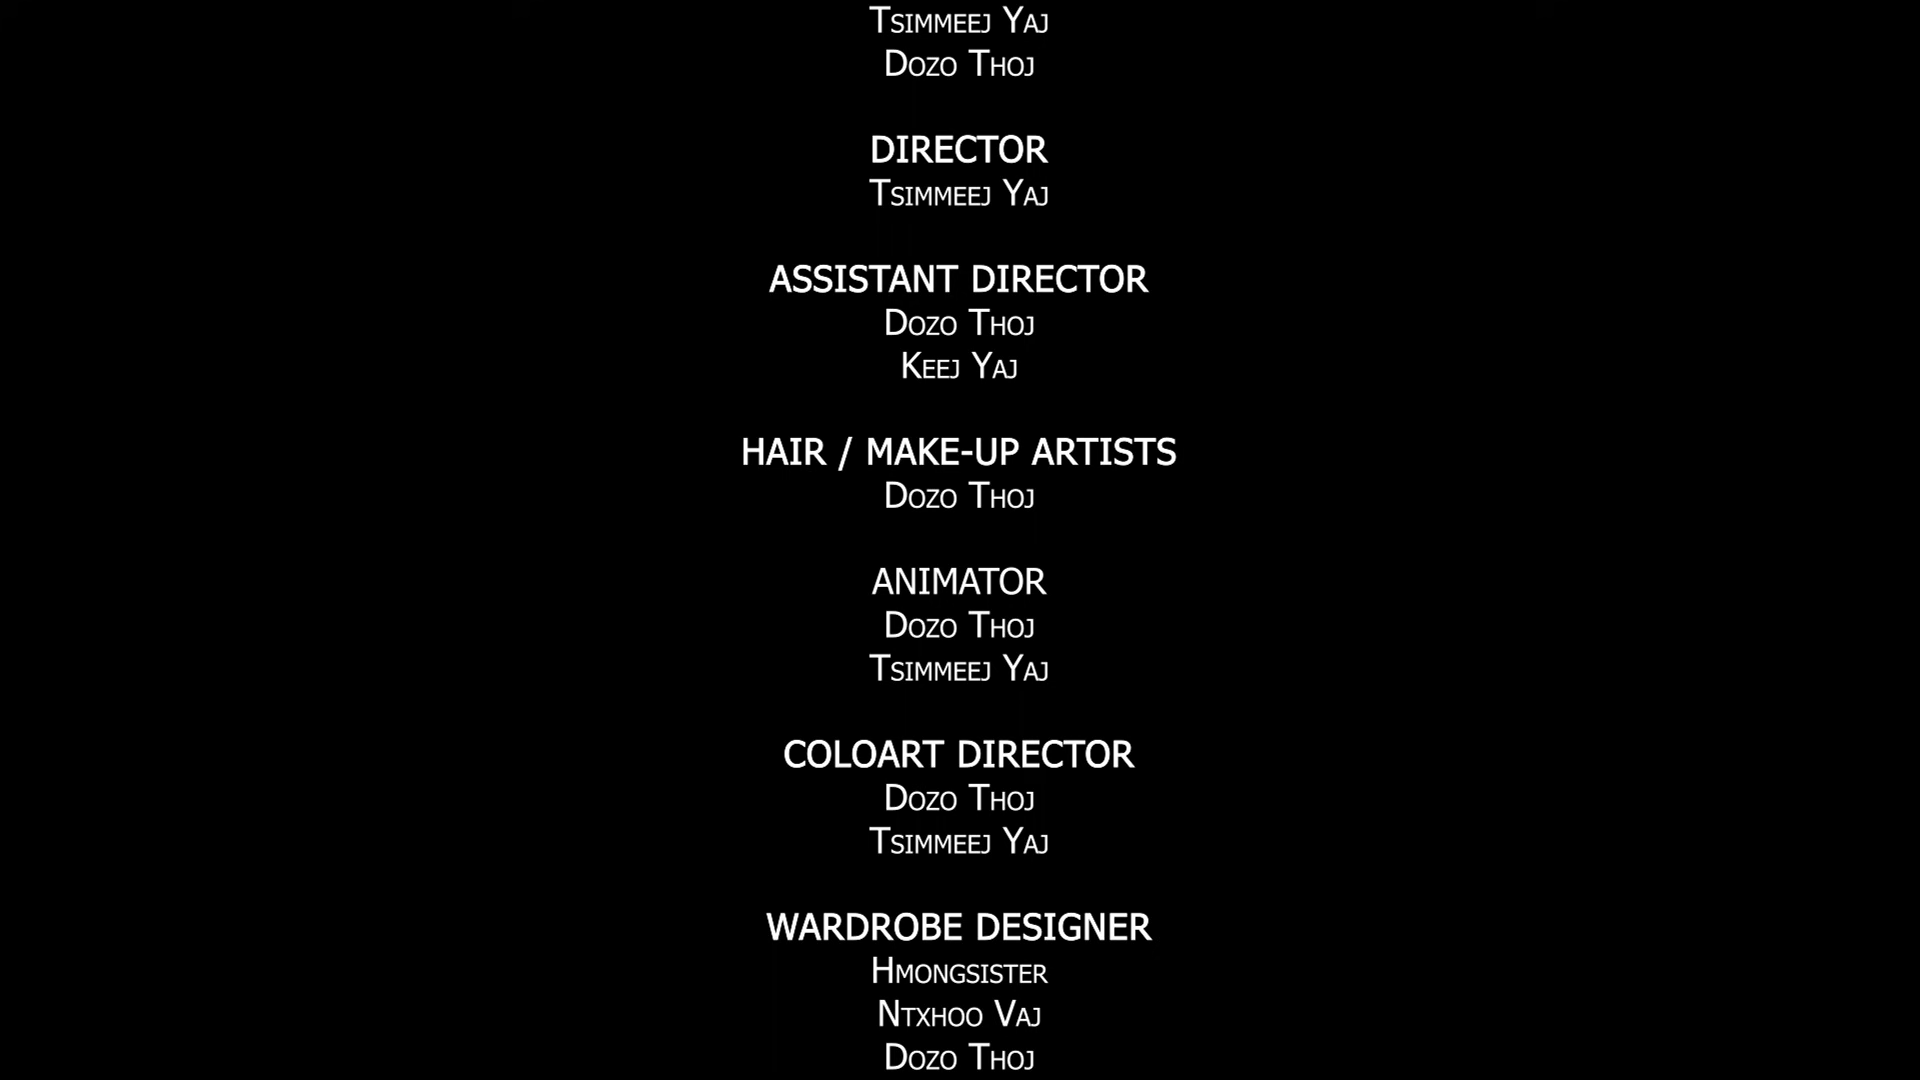 Tsimmeej Yaj
Dozo Thoj
DIRECTOR
Tsimmeej Yaj
ASSISTANT DIRECTOR
Dozo Thoj
Keej Yaj
HAIR / MAKE-UP ARTISTS
Dozo Thoj
ANIMATOR
Dozo Thoj
Tsimmeej Yaj
COLOART DIRECTOR
Dozo Thoj
Tsimmeej Yaj
WARDROBE DESIGNER
Hmongsister
Ntxhoo Vaj
Dozo Thoj